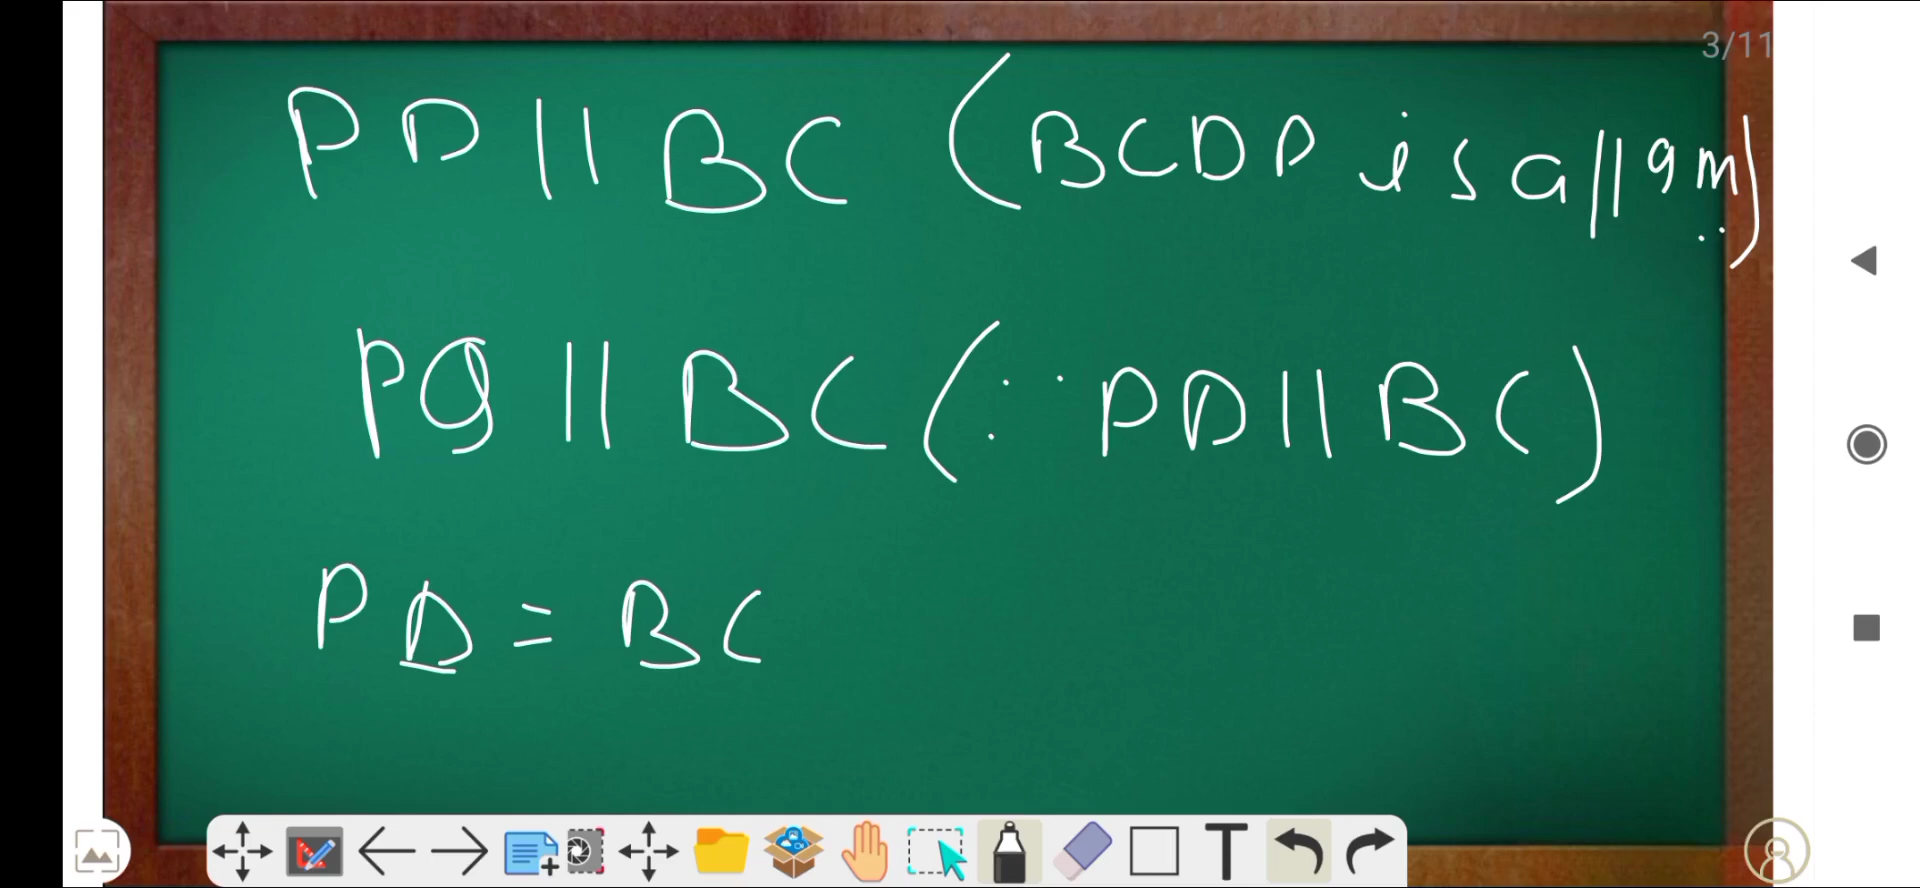 3/11
PD || BC (BCDP is a ||gm)
PQ || BC (∵ PD || BC)
PD = BC
T